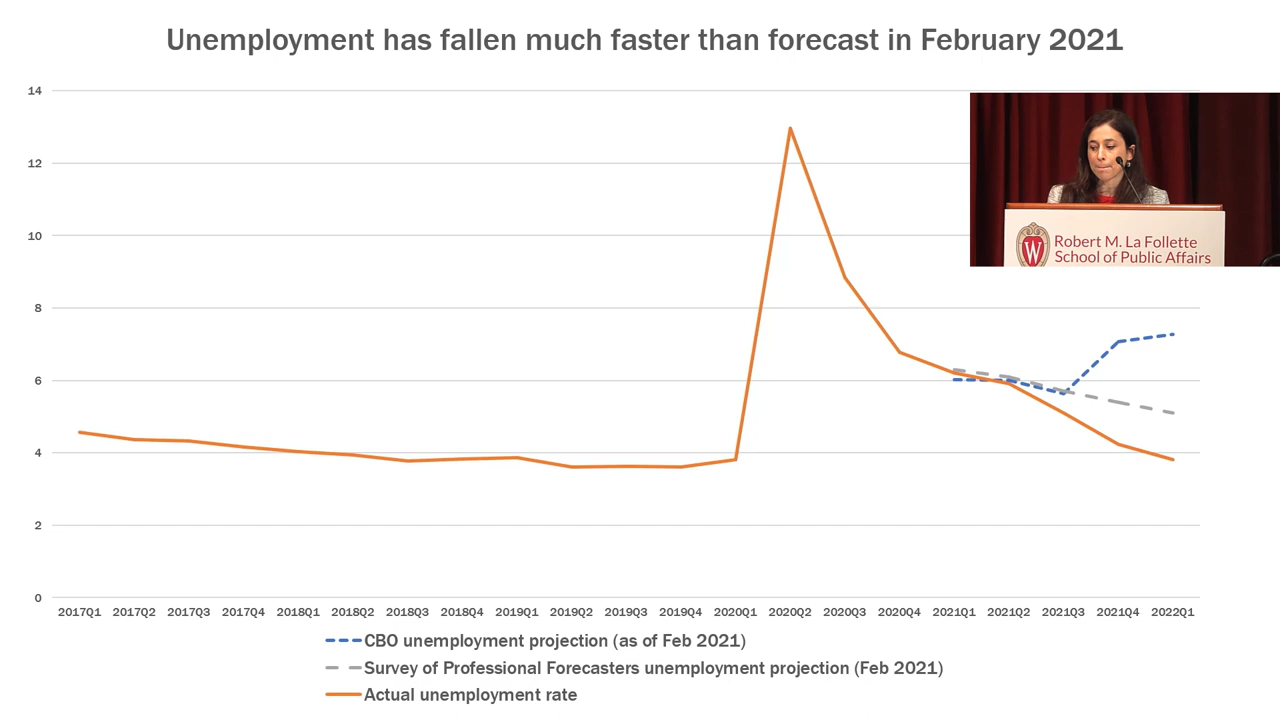 Unemployment has fallen much faster than forecast in February 2021
14
12
10
8
6
4
2
0
W
Robert M. La Follette
School of Public Affairs
2017Q1 2017Q2 2017Q3 2017Q4 2018Q1 2018Q2 2018Q3 2018Q4 2019Q1 2019Q2 2019Q3 2019Q4 2020Q1 2020Q2 2020Q3 2020Q4 2021Q1 2021Q2 2021Q3 2021Q4 2022Q1
CBO unemployment projection (as of Feb 2021)
Survey of Professional Forecasters unemployment projection (Feb 2021)
Actual unemployment rate